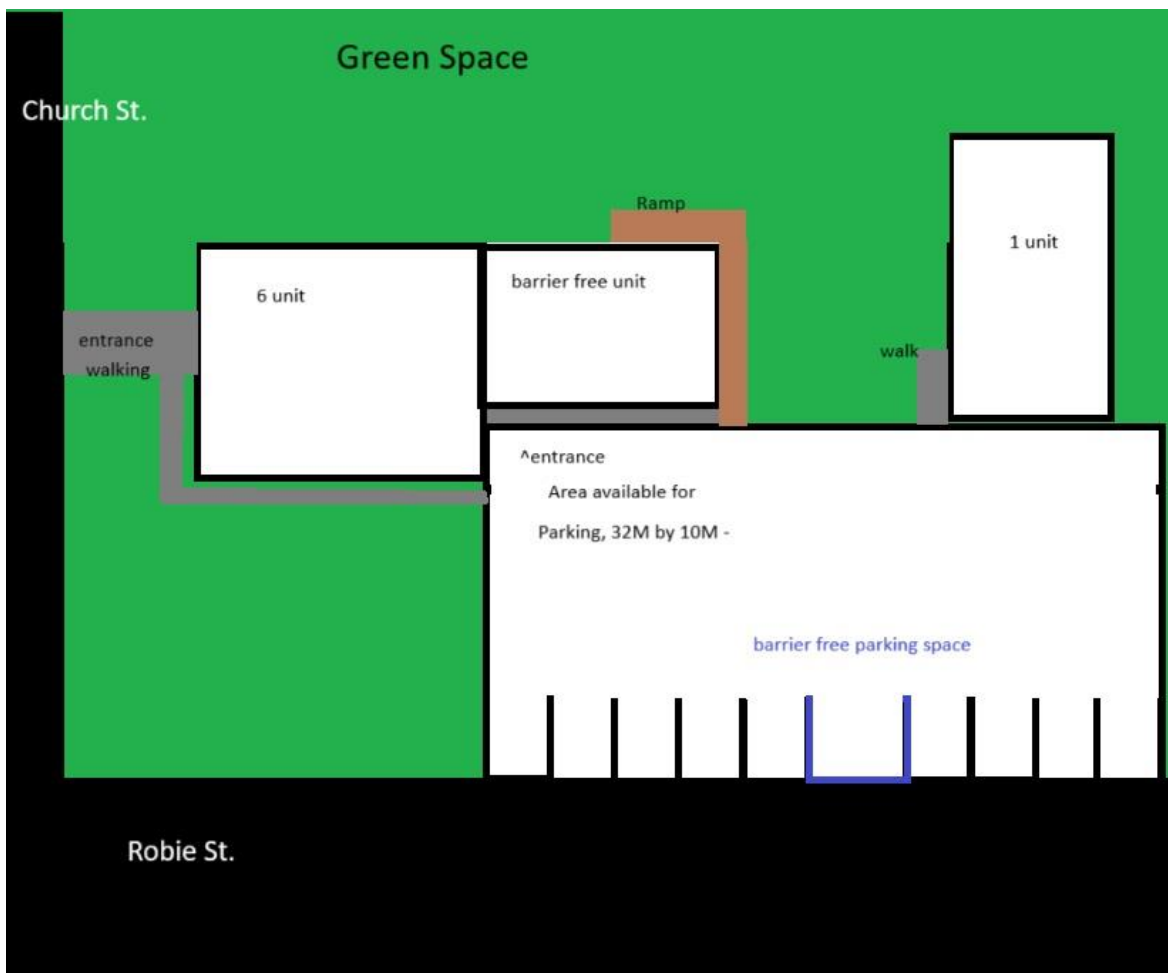 Green Space
Church St.
Ramp
1 unit
barrier free unit
6 unit
entrance
walking
walk
^entrance
Area available for
Parking, 32M by 10M -
barrier free parking space
Robie St.